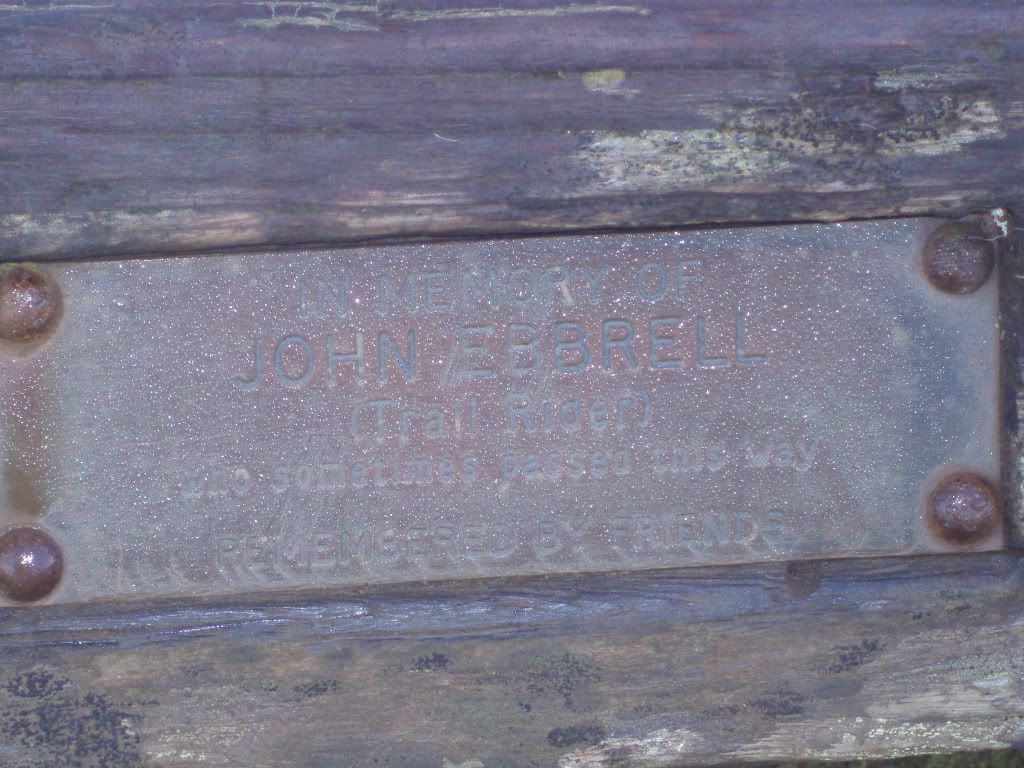 IN MEMORY OF
JOHN EBBRELL
(Trail Rider)
who sometimes passed this way
REMEMBERED BY FRIENDS